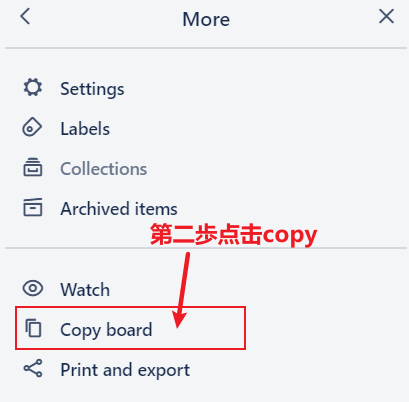 More
Settings
Labels
Collections
Archived items
第二步点击copy
Watch
Copy board
Print and export